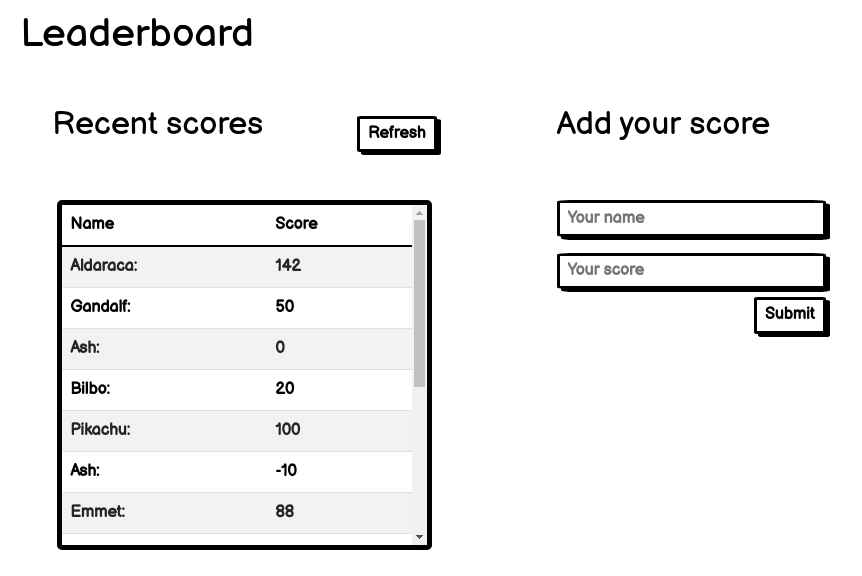 Leaderboard
Recent scores
Refresh
Name Score
Aldaraca: 142
Gandalf: 50
Ash: 0
Bilbo: 20
Pikachu: 100
Ash: -10
Emmet: 88
Add your score
Your name
Your score
Submit